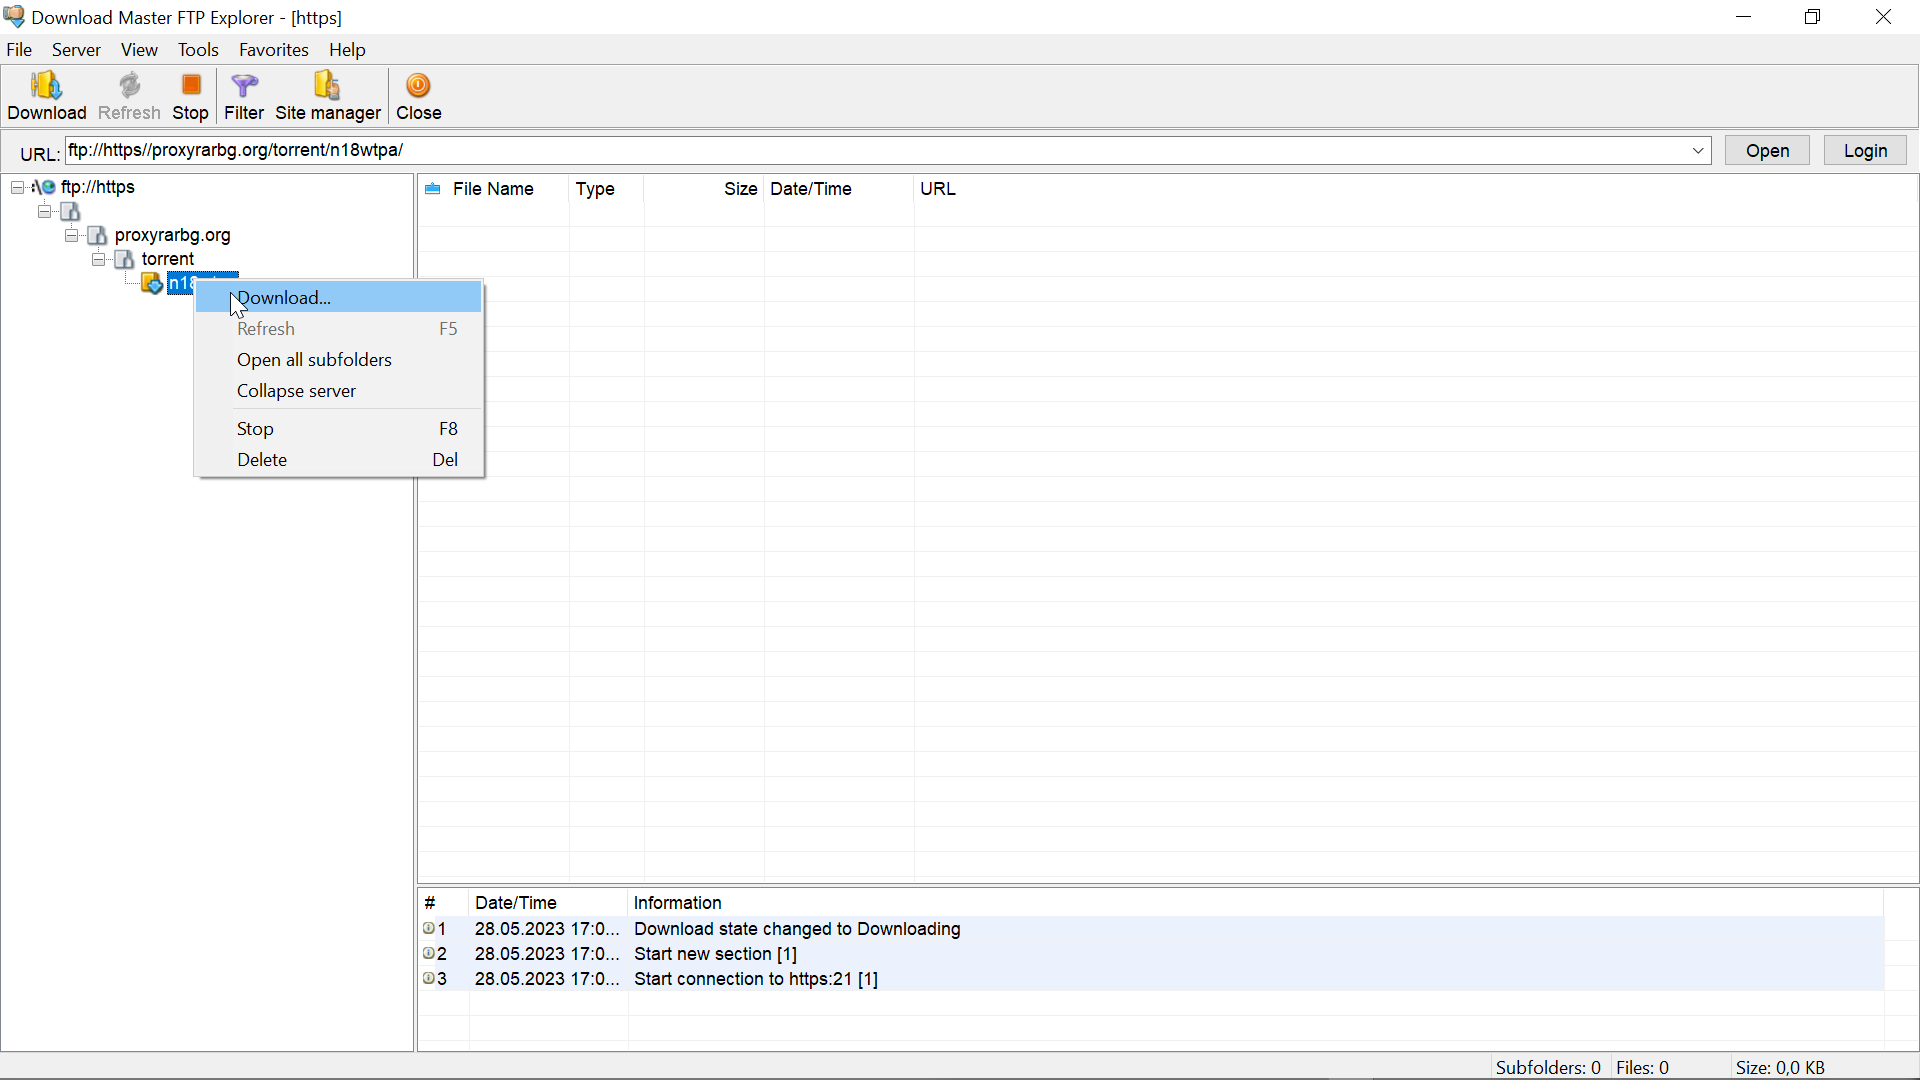 Download Master FTP Explorer - [https]
File Server View Tools Favorites Help
Download Refresh Stop Filter Site manager Close
URL: ftp://https//proxyrarbg.org/torrent/n18wtpa/ Open Login
ftp://https
proxyrarbg.org
torrent
Download...
Refresh F5
Open all subfolders
Collapse server
Stop F8
Delete Del
File Name Type Size Date/Time URL
# Date/Time Information
1 28.05.2023 17:0... Download state changed to Downloading
2 28.05.2023 17:0... Start new section [1]
3 28.05.2023 17:0... Start connection to https:21 [1]
Subfolders: 0 Files: 0 Size: 0,0 KB